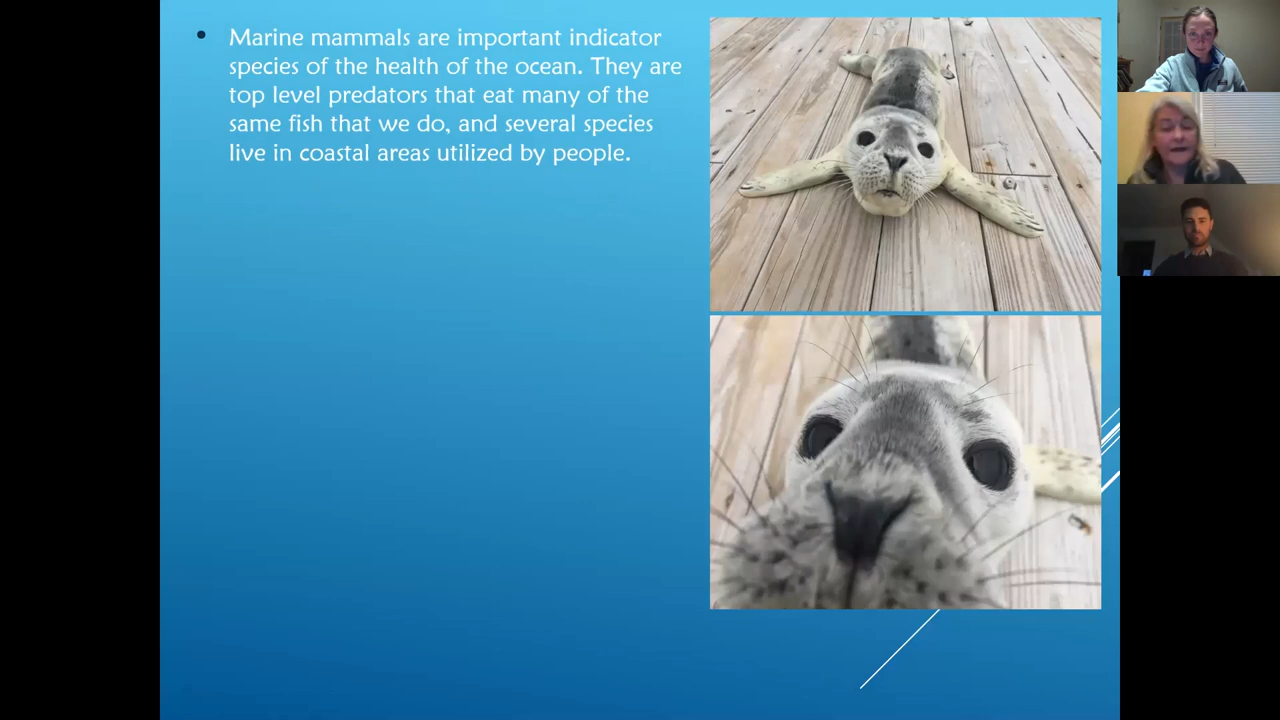 Marine mammals are important indicator
species of the health of the ocean. They are
top level predators that eat many of the
same fish that we do, and several species
live in coastal areas utilized by people.